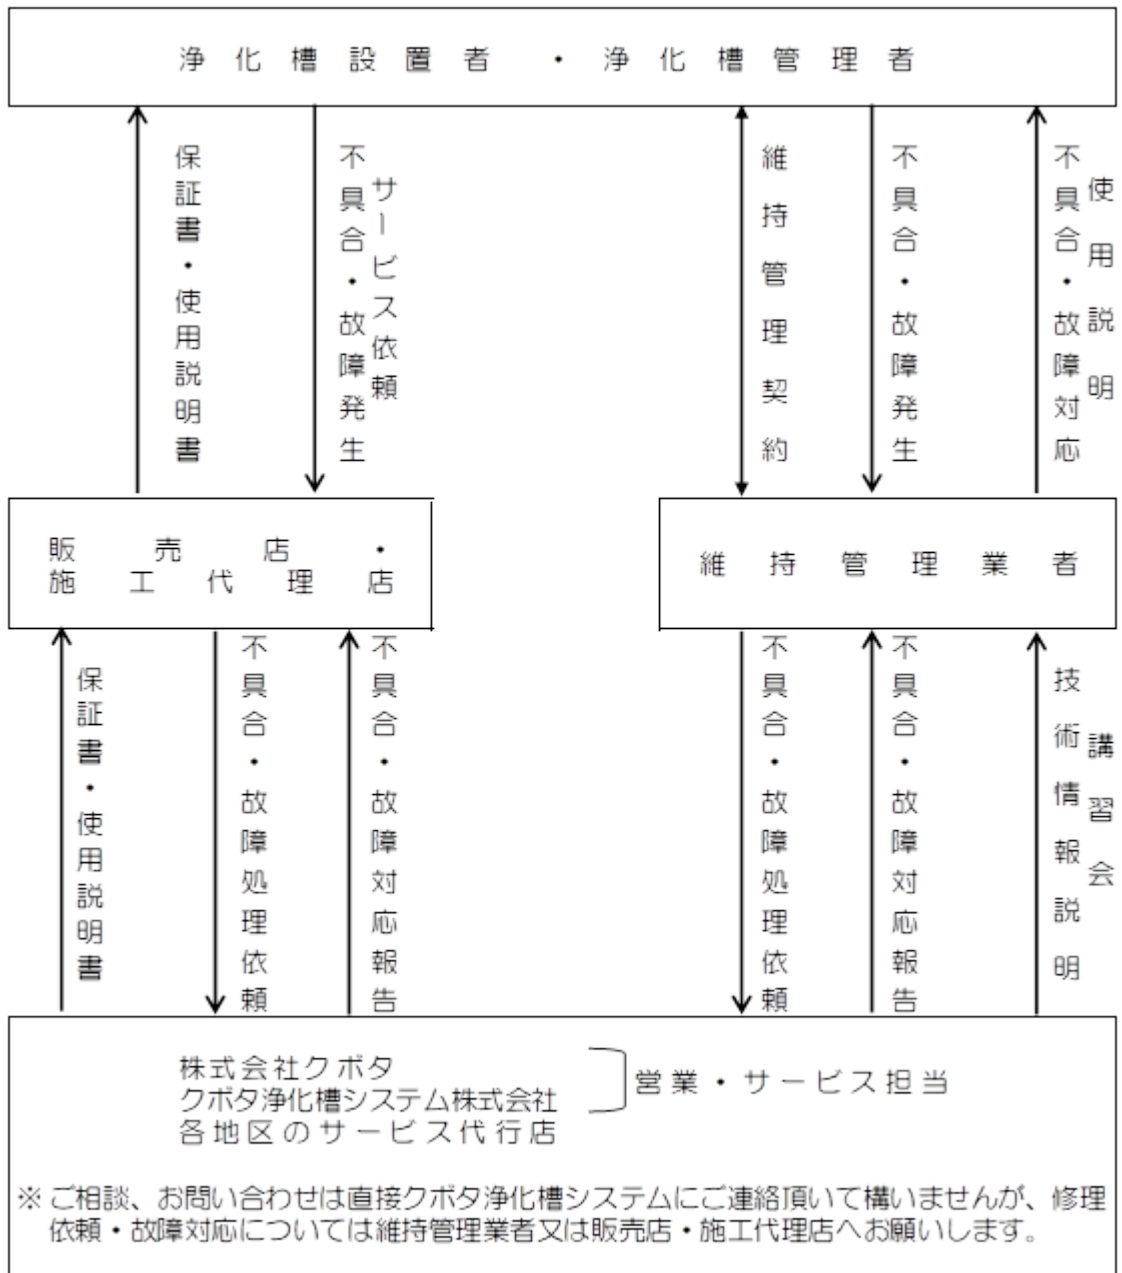 浄化槽設置者・浄化槽管理者
保証書・使用説明書
不具合・故障発生
サービス依頼
維持管理契約
不具合・故障発生
不具合・故障対応
使用説明
販売店・
施工代理店
維持管理業者
保証書・使用説明書
不具合・故障処理依頼
不具合・故障対応報告
不具合・故障処理依頼
不具合・故障対応報告
技術情報説明
講習会
株式会社クボタ
クボタ浄化槽システム株式会社
営業・サービス担当
各地区のサービス代行店
※ご相談、お問い合わせは直接クボタ浄化槽システムにご連絡頂いて構いませんが、修理
依頼・故障対応については維持管理業者又は販売店・施工代理店へお願いします。